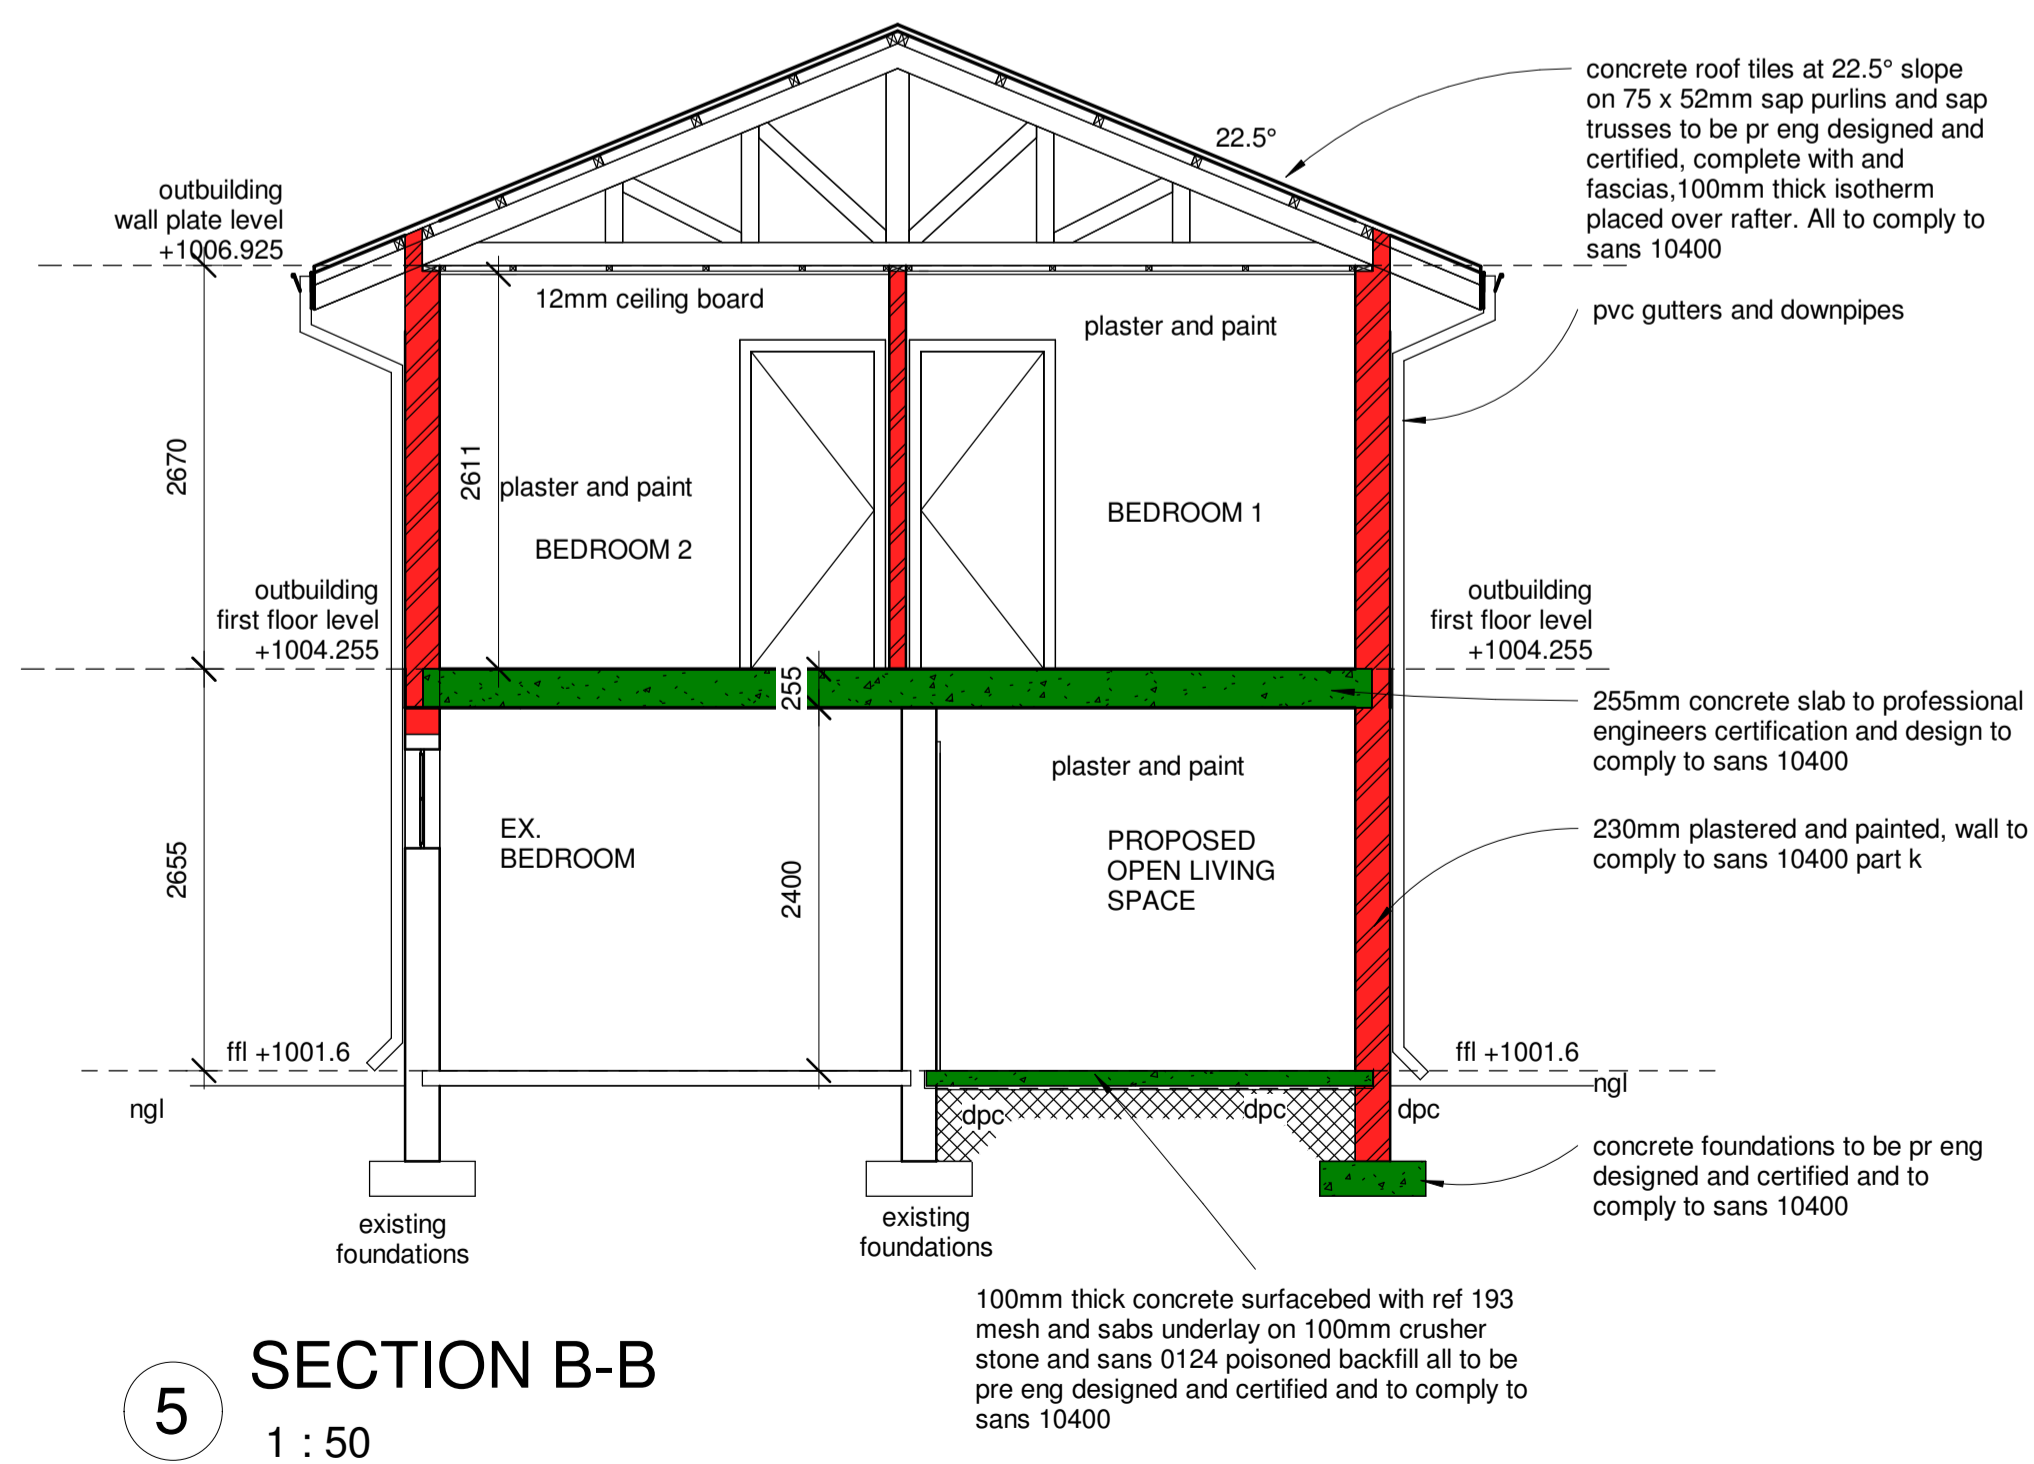 concrete roof tiles at 22.5° slope
on 75 x 52mm sap purlins and sap
trusses to be pr eng designed and
certified, complete with and
fascias,100mm thick isotherm
placed over rafter. All to comply to
sans 10400
22.5°
outbuilding
wall plate level
+1006.925
12mm ceiling board
plaster and paint
pvc gutters and downpipes
2670
2611
plaster and paint
BEDROOM 2
BEDROOM 1
outbuilding
first floor level
+1004.255
outbuilding
first floor level
+1004.255
255
255mm concrete slab to professional
engineers certification and design to
comply to sans 10400
plaster and paint
EX.
BEDROOM
PROPOSED
OPEN LIVING
SPACE
230mm plastered and painted, wall to
comply to sans 10400 part k
2655
2400
ffl +1001.6
ffl +1001.6
ngl
ngl
dpc
dpc
dpc
concrete foundations to be pr eng
designed and certified and to
comply to sans 10400
existing
foundations
existing
foundations
100mm thick concrete surfacebed with ref 193
mesh and sabs underlay on 100mm crusher
stone and sans 0124 poisoned backfill all to be
pre eng designed and certified and to comply to
sans 10400
5
SECTION B-B
1 : 50